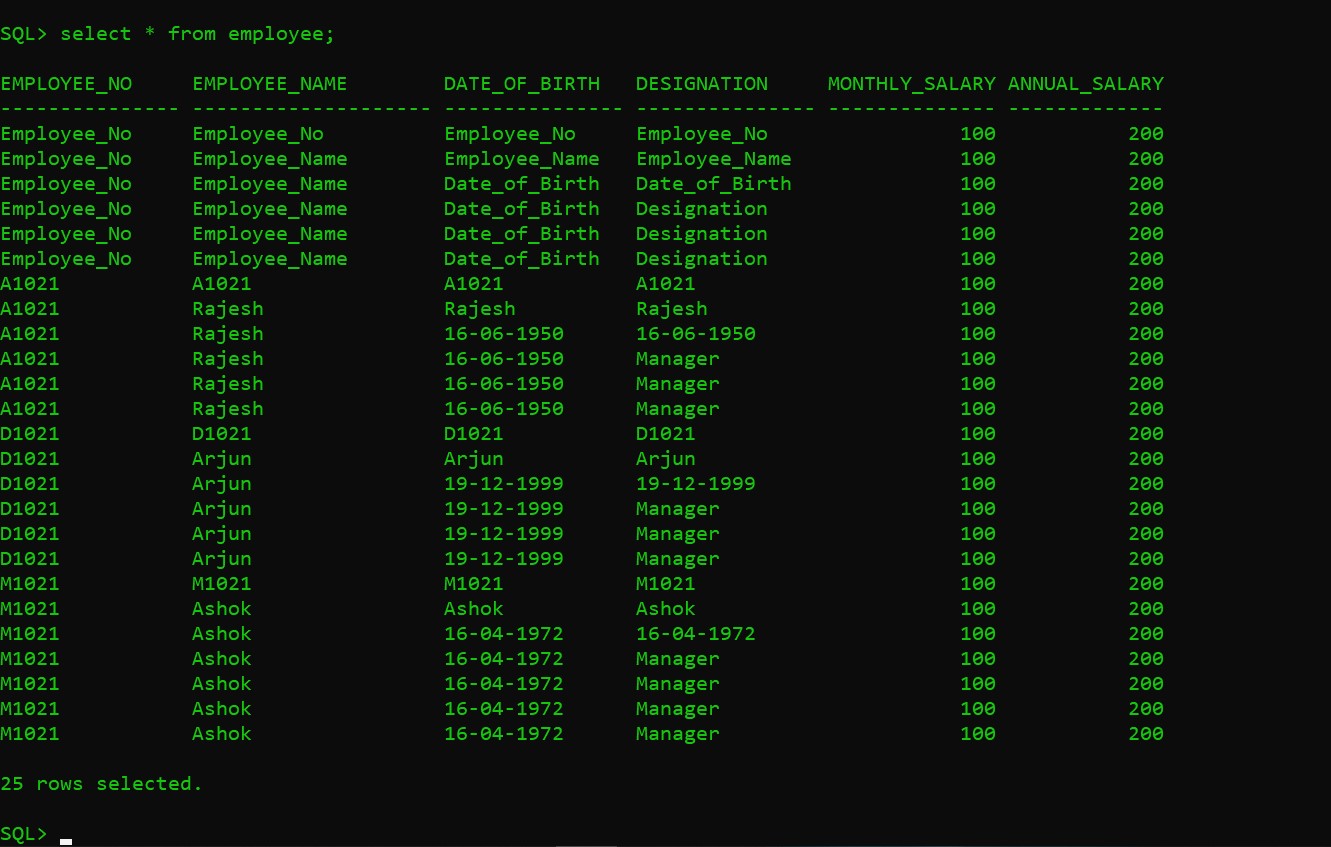 SQL> select * from employee;
EMPLOYEE_NO     EMPLOYEE_NAME        DATE_OF_BIRTH   DESIGNATION     MONTHLY_SALARY ANNUAL_SALARY
--------------- -------------------- --------------- --------------- -------------- -------------
Employee_No     Employee_No          Employee_No     Employee_No                100           200
Employee_No     Employee_Name        Employee_Name   Employee_Name              100           200
Employee_No     Employee_Name        Date_of_Birth   Date_of_Birth              100           200
Employee_No     Employee_Name        Date_of_Birth   Designation                100           200
Employee_No     Employee_Name        Date_of_Birth   Designation                100           200
Employee_No     Employee_Name        Date_of_Birth   Designation                100           200
A1021           A1021                A1021           A1021                      100           200
A1021           Rajesh               Rajesh          Rajesh                     100           200
A1021           Rajesh               16-06-1950      16-06-1950                 100           200
A1021           Rajesh               16-06-1950      Manager                    100           200
A1021           Rajesh               16-06-1950      Manager                    100           200
A1021           Rajesh               16-06-1950      Manager                    100           200
D1021           D1021                D1021           D1021                      100           200
D1021           Arjun                Arjun           Arjun                      100           200
D1021           Arjun                19-12-1999      19-12-1999                 100           200
D1021           Arjun                19-12-1999      Manager                    100           200
D1021           Arjun                19-12-1999      Manager                    100           200
D1021           Arjun                19-12-1999      Manager                    100           200
M1021           M1021                M1021           M1021                      100           200
M1021           Ashok                Ashok           Ashok                      100           200
M1021           Ashok                16-04-1972      16-04-1972                 100           200
M1021           Ashok                16-04-1972      Manager                    100           200
M1021           Ashok                16-04-1972      Manager                    100           200
M1021           Ashok                16-04-1972      Manager                    100           200
M1021           Ashok                16-04-1972      Manager                    100           200
25 rows selected.
SQL>